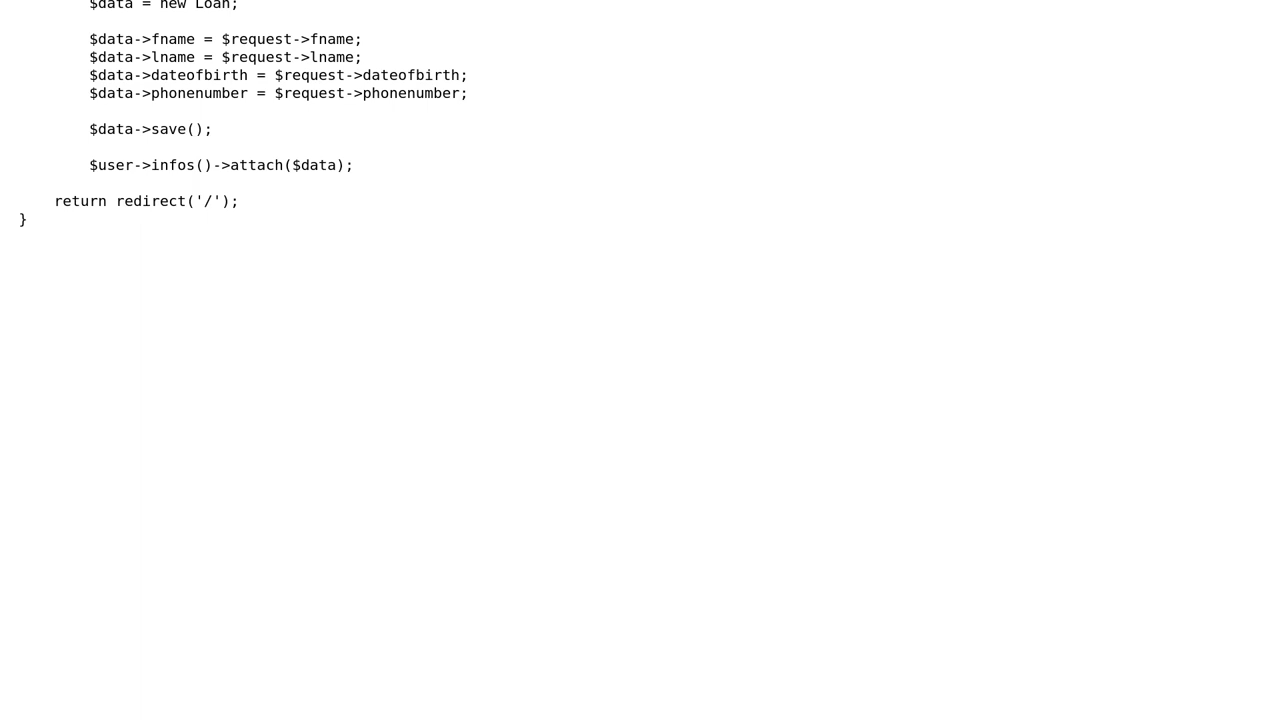 $data = new Loan;
$data->fname = $request->fname;
$data->lname = $request->lname;
$data->dateofbirth = $request->dateofbirth;
$data->phonenumber = $request->phonenumber;
$data->save();
$user->infos()->attach($data);
return redirect('/');
}